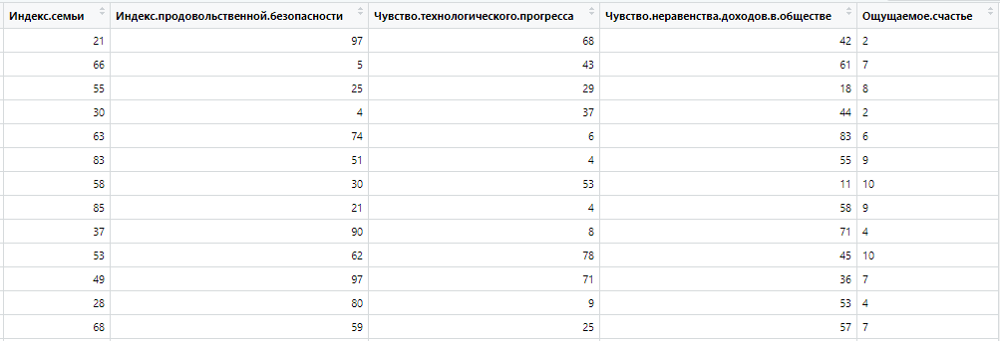 Индекс.семьи Индекс.продовольственной.безопасности Чувство.технологического.прогресса Чувство.неравенства.доходов.в.обществе Ощущаемое.счастье
21 97 68 42 2
66 5 43 61 7
55 25 29 18 8
30 4 37 44 2
63 74 6 83 6
83 51 4 55 9
58 30 53 11 10
85 21 4 58 9
37 90 8 71 4
53 62 78 45 10
49 97 71 36 7
28 80 9 53 4
68 59 25 57 7